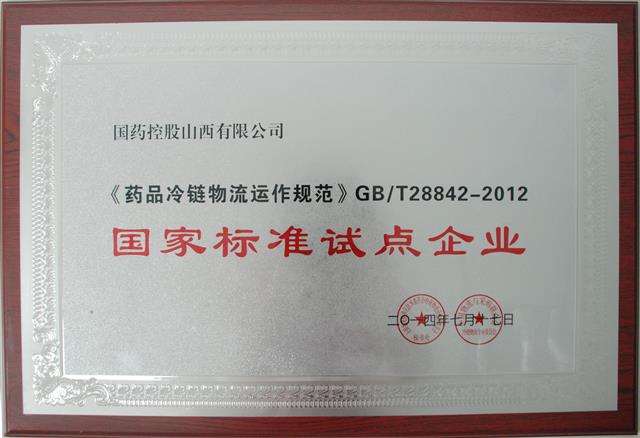 国药控股山西有限公司
《药品冷链物流运作规范》GB/T28842-2012
国家标准试点企业
二〇一四年七月一七日